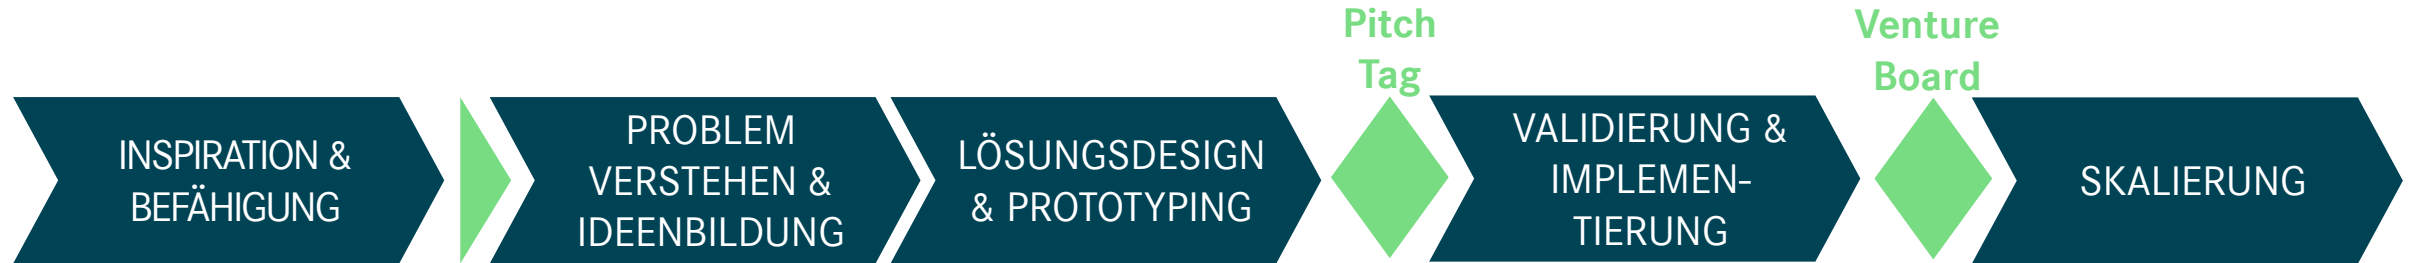 INSPIRATION &
BEFÄHIGUNG
PROBLEM
VERSTEHEN &
IDEENBILDUNG
LÖSUNGSDESIGN
& PROTOTYPING
Pitch
Tag
VALIDIERUNG &
IMPLEMEN-
TIERUNG
Venture
Board
SKALIERUNG